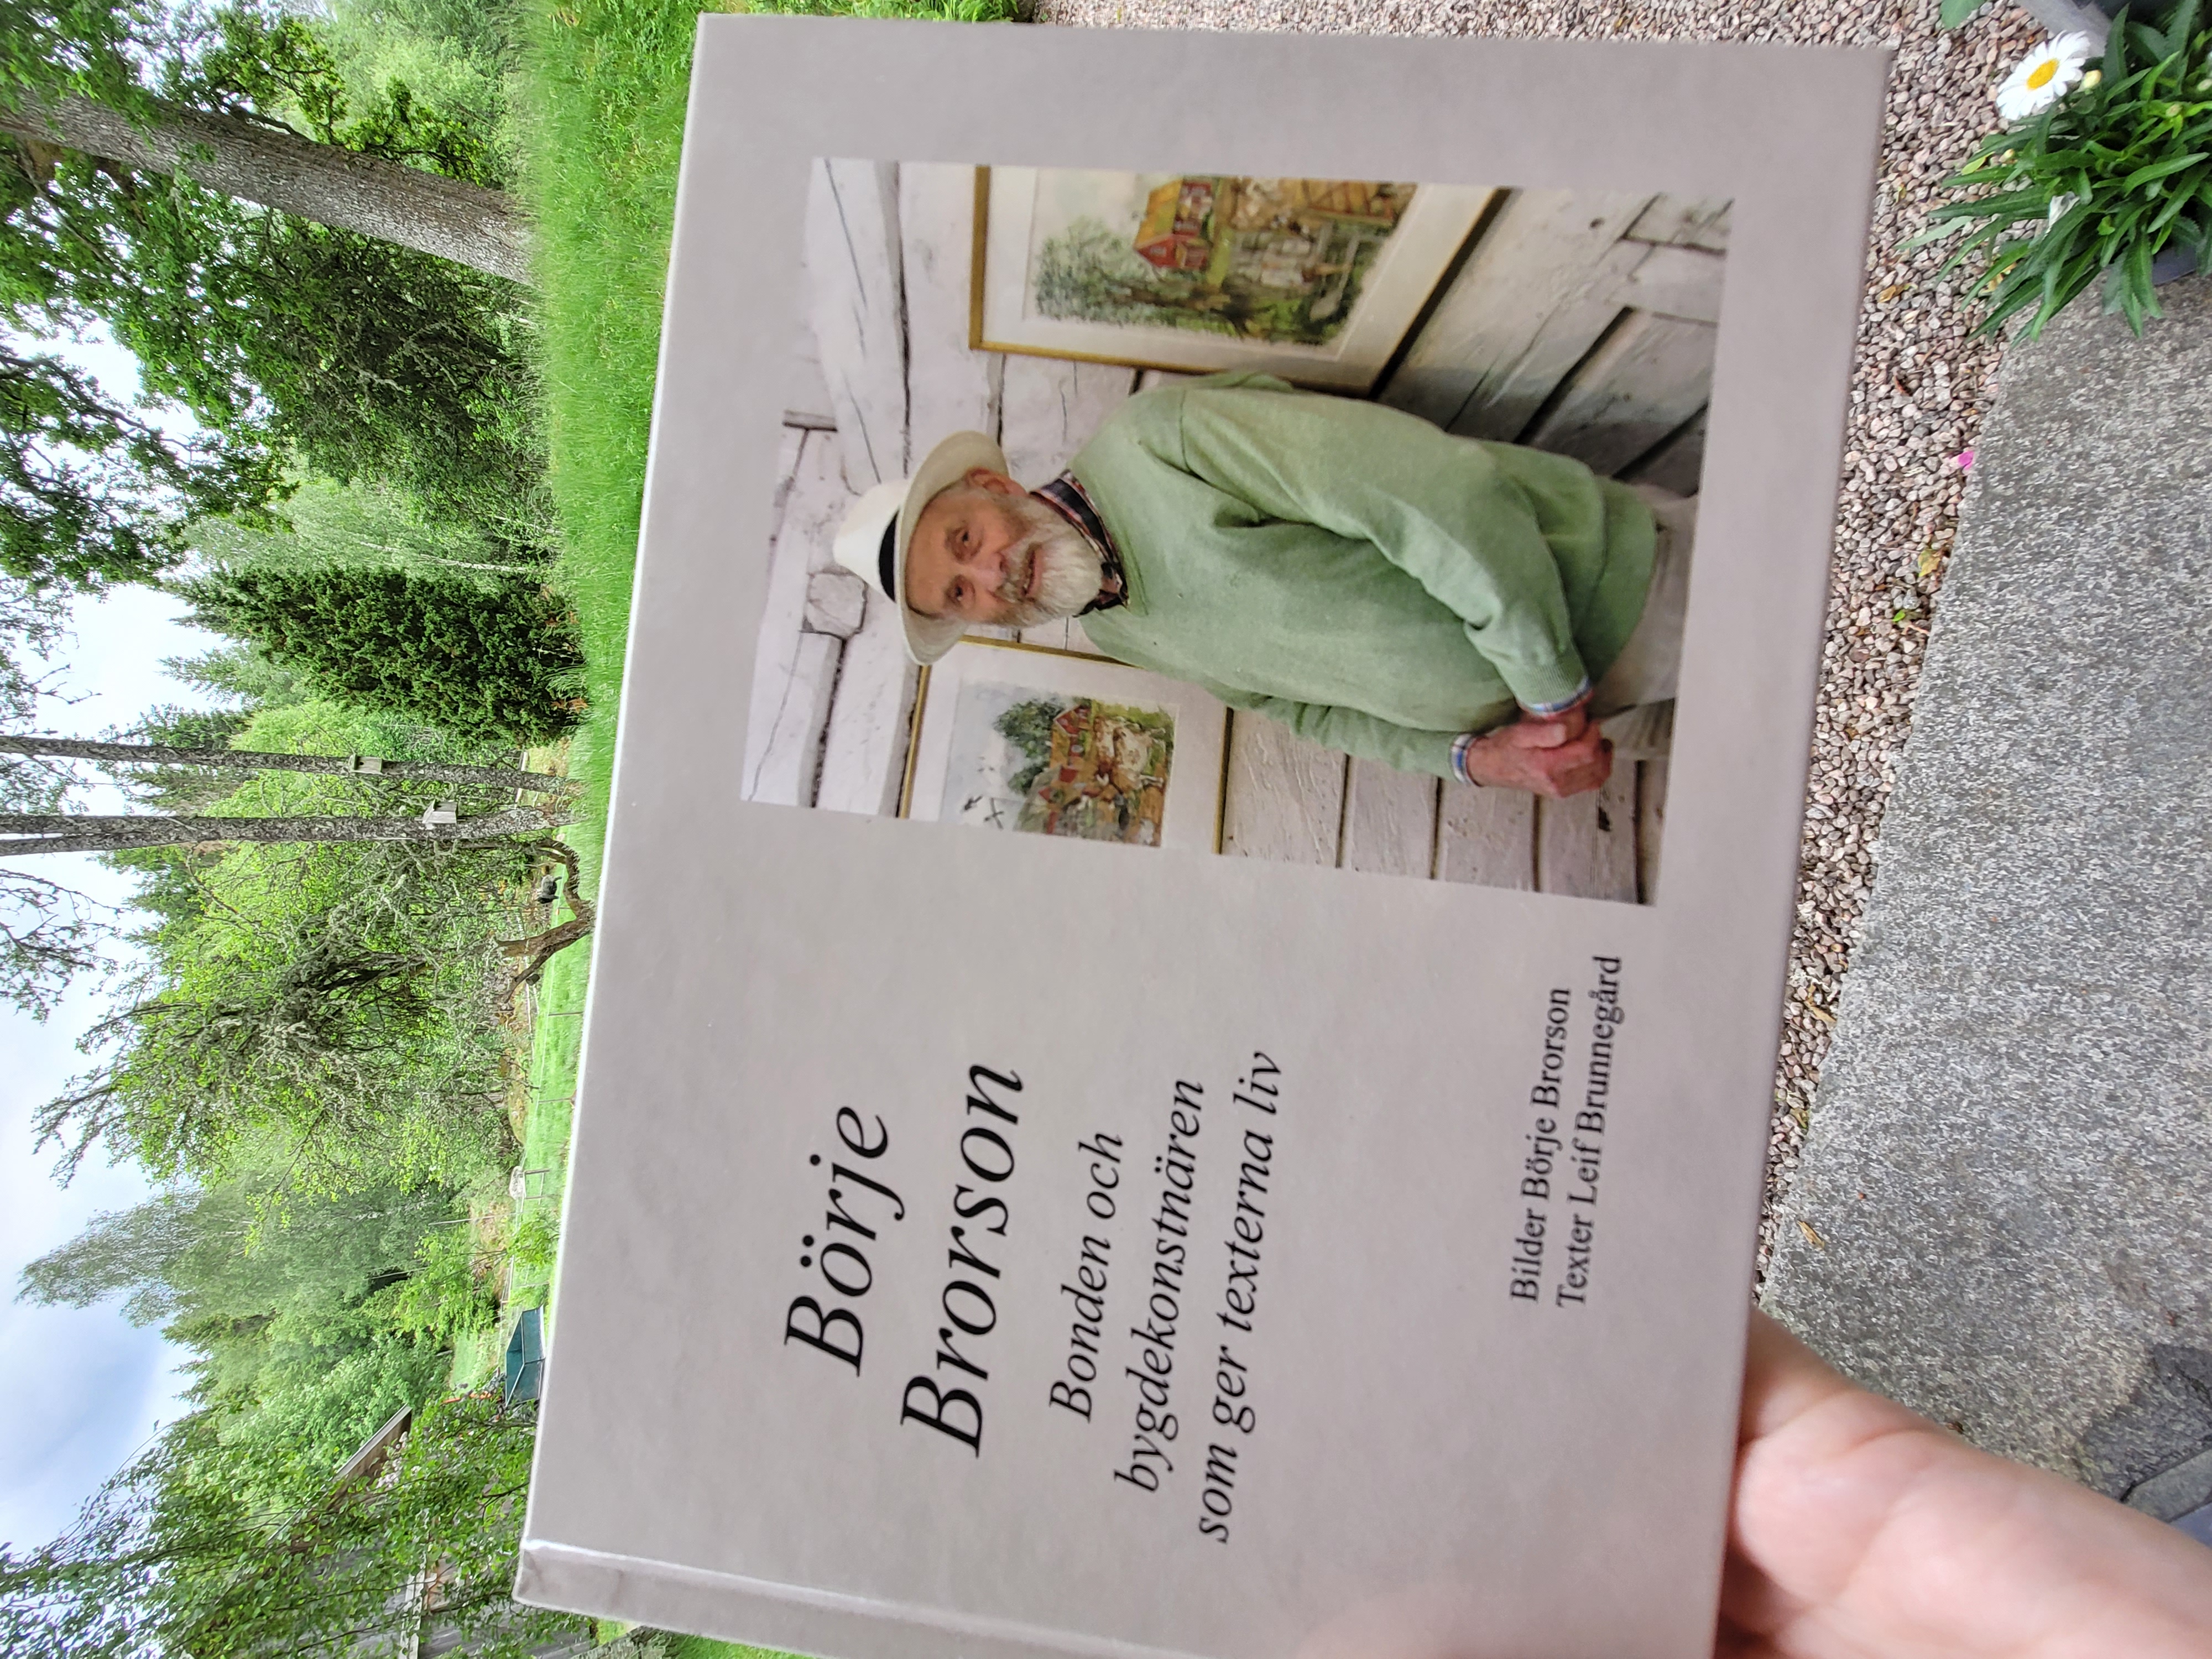 Börje
Brorson
Bonden och
bygdekonstnären
som ger texterna liv
Bilder Börje Brorson
Texter Leif Brunnegård